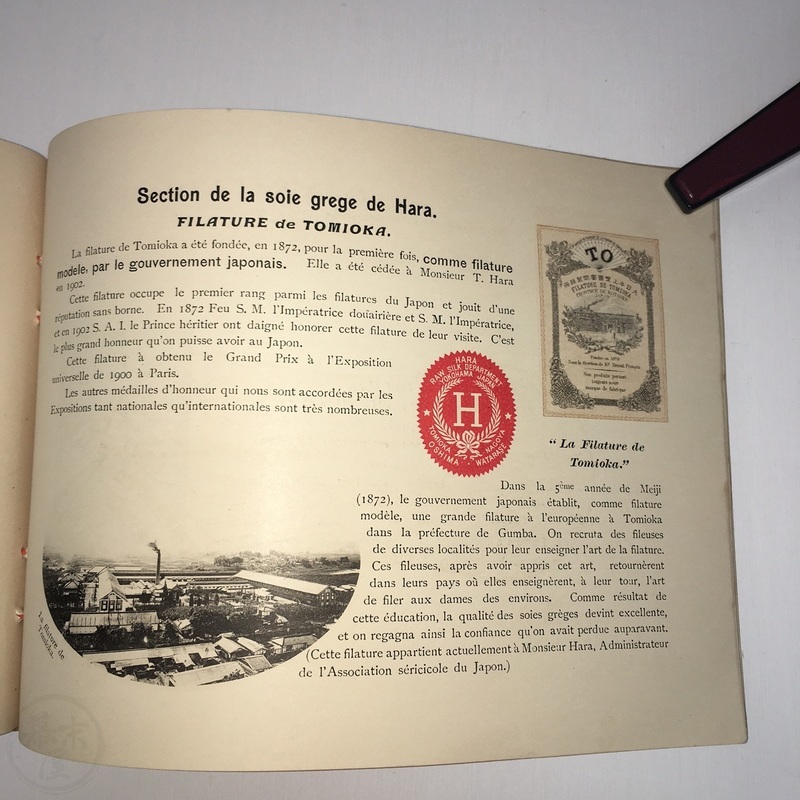 Section de la soie grege de Hara.
FILATURE de TOMIOKA.
La filature de Tomioka a été fondée, en 1872, pour la première fois, comme filature
modele, par le gouvernement japonais. Elle a été cédée à Monsieur T. Hara
en 1902.
Cette filature occupe le premier rang parmi les filatures du Japon et jouit d'une
réputation sans borne. En 1872 Feu S. M. l'Impératrice douairière et S. M. l'Impératrice,
et en 1902 S. A. I. le Prince héritier ont daigné honorer cette filature de leur visite. C'est
le plus grand honneur qu'on puisse avoir au Japon.
Cette filature à obtenu le Grand Prix à l'Exposition
universelle de 1900 à Paris.
Les autres médailles d'honneur qui nous sont accordées par les
Expositions tant nationales qu'internationales sont très nombreuses.
HARA
RAW SILK DEPARTMENT
YOKOHAMA JAPAN
H
TOMIOKA NAGOYA
OSHIMA WATARASE
TO
FILATURE DE TOMIOKA
Fondée en 1872
“ La Filature de
Tomioka.”
Dans la 5ème année de Meiji
(1872), le gouvernement japonais établit, comme filature
modèle, une grande filature à l'européenne à Tomioka
dans la préfecture de Gumba. On recruta des fileuses
de diverses localités pour leur enseigner l'art de la filature.
Ces fileuses, après avoir appris cet art, retournèrent
dans leurs pays où elles enseignèrent, à leur tour, l'art
de filer aux dames des environs. Comme résultat de
cette éducation, la qualité des soies grèges devint excellente,
et on regagna ainsi la confiance qu'on avait perdue auparavant.
(Cette filature appartient actuellement à Monsieur Hara, Administrateur
de l'Association séricicole du Japon.)
La filature de
Tomioka.